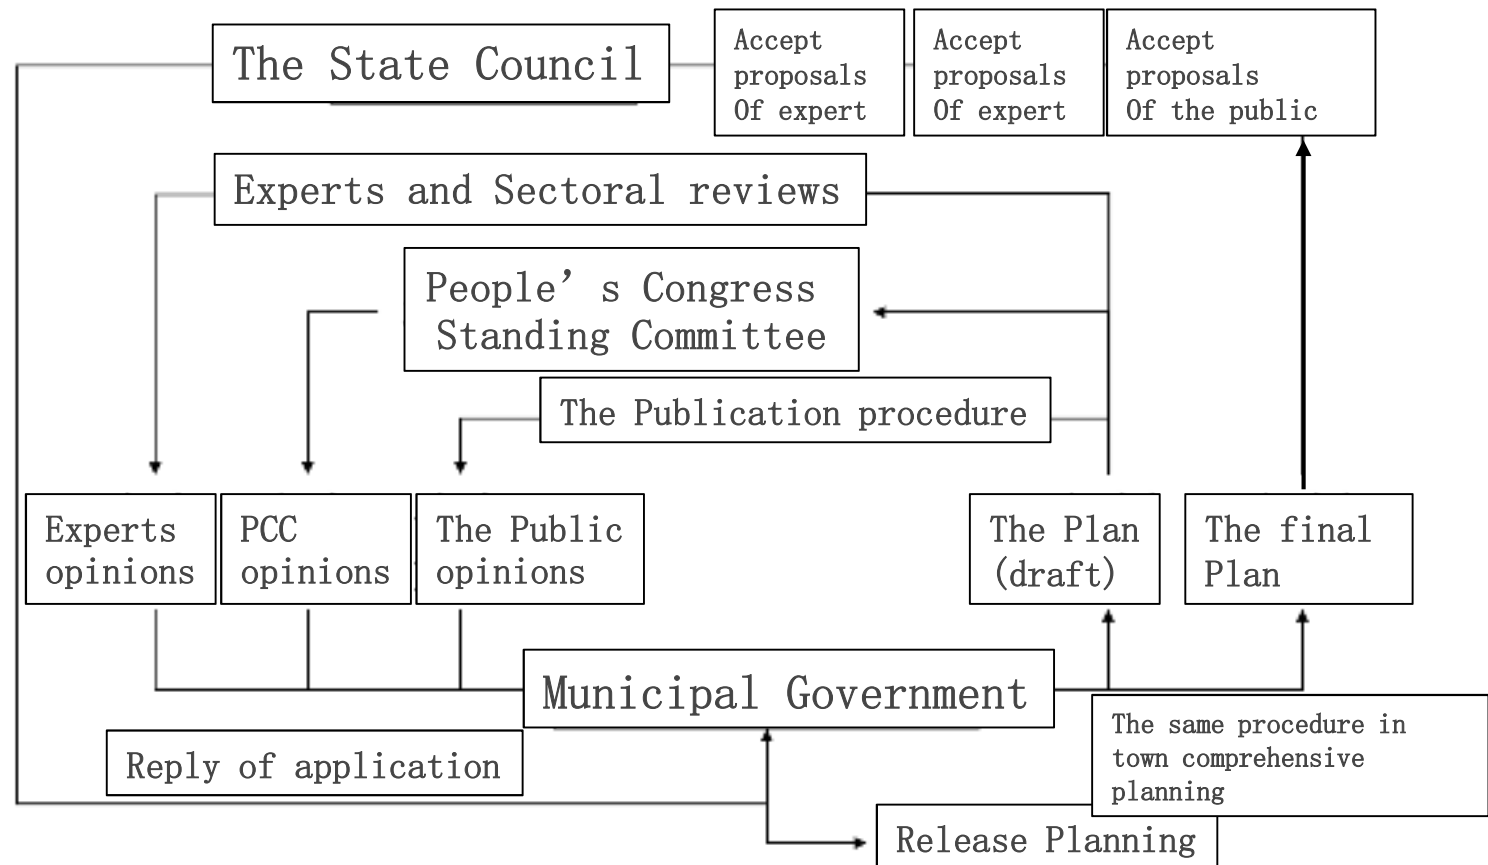 The State Council
Accept
proposals
Of expert
Accept
proposals
Of expert
Accept
proposals
Of the public
Experts and Sectoral reviews
People’s Congress
Standing Committee
The Publication procedure
Experts
opinions
PCC
opinions
The Public
opinions
The Plan
(draft)
The final
Plan
Municipal Government
Reply of application
The same procedure in
town comprehensive
planning
Release Planning